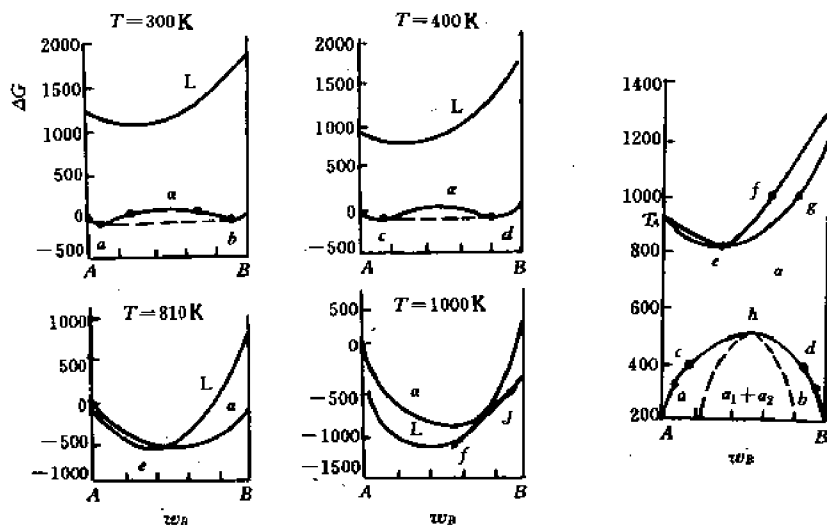 T=300K
ΔG
2000
1500
1000
500
0
−500
L
α
a
b
A
B
T=400K
2000
1500
1000
500
0
−500
L
α
c
d
A
B
T=810K
1000
500
0
−500
−1000
L
α
e
A
B
w_B
T=1000K
500
0
−500
−1000
−1500
α
L
f
J
A
B
w_B
1400
1200
1000
T_A
800
600
400
200
f
g
e
α
h
c
d
a
α₁+α₂
b
A
B
w_B